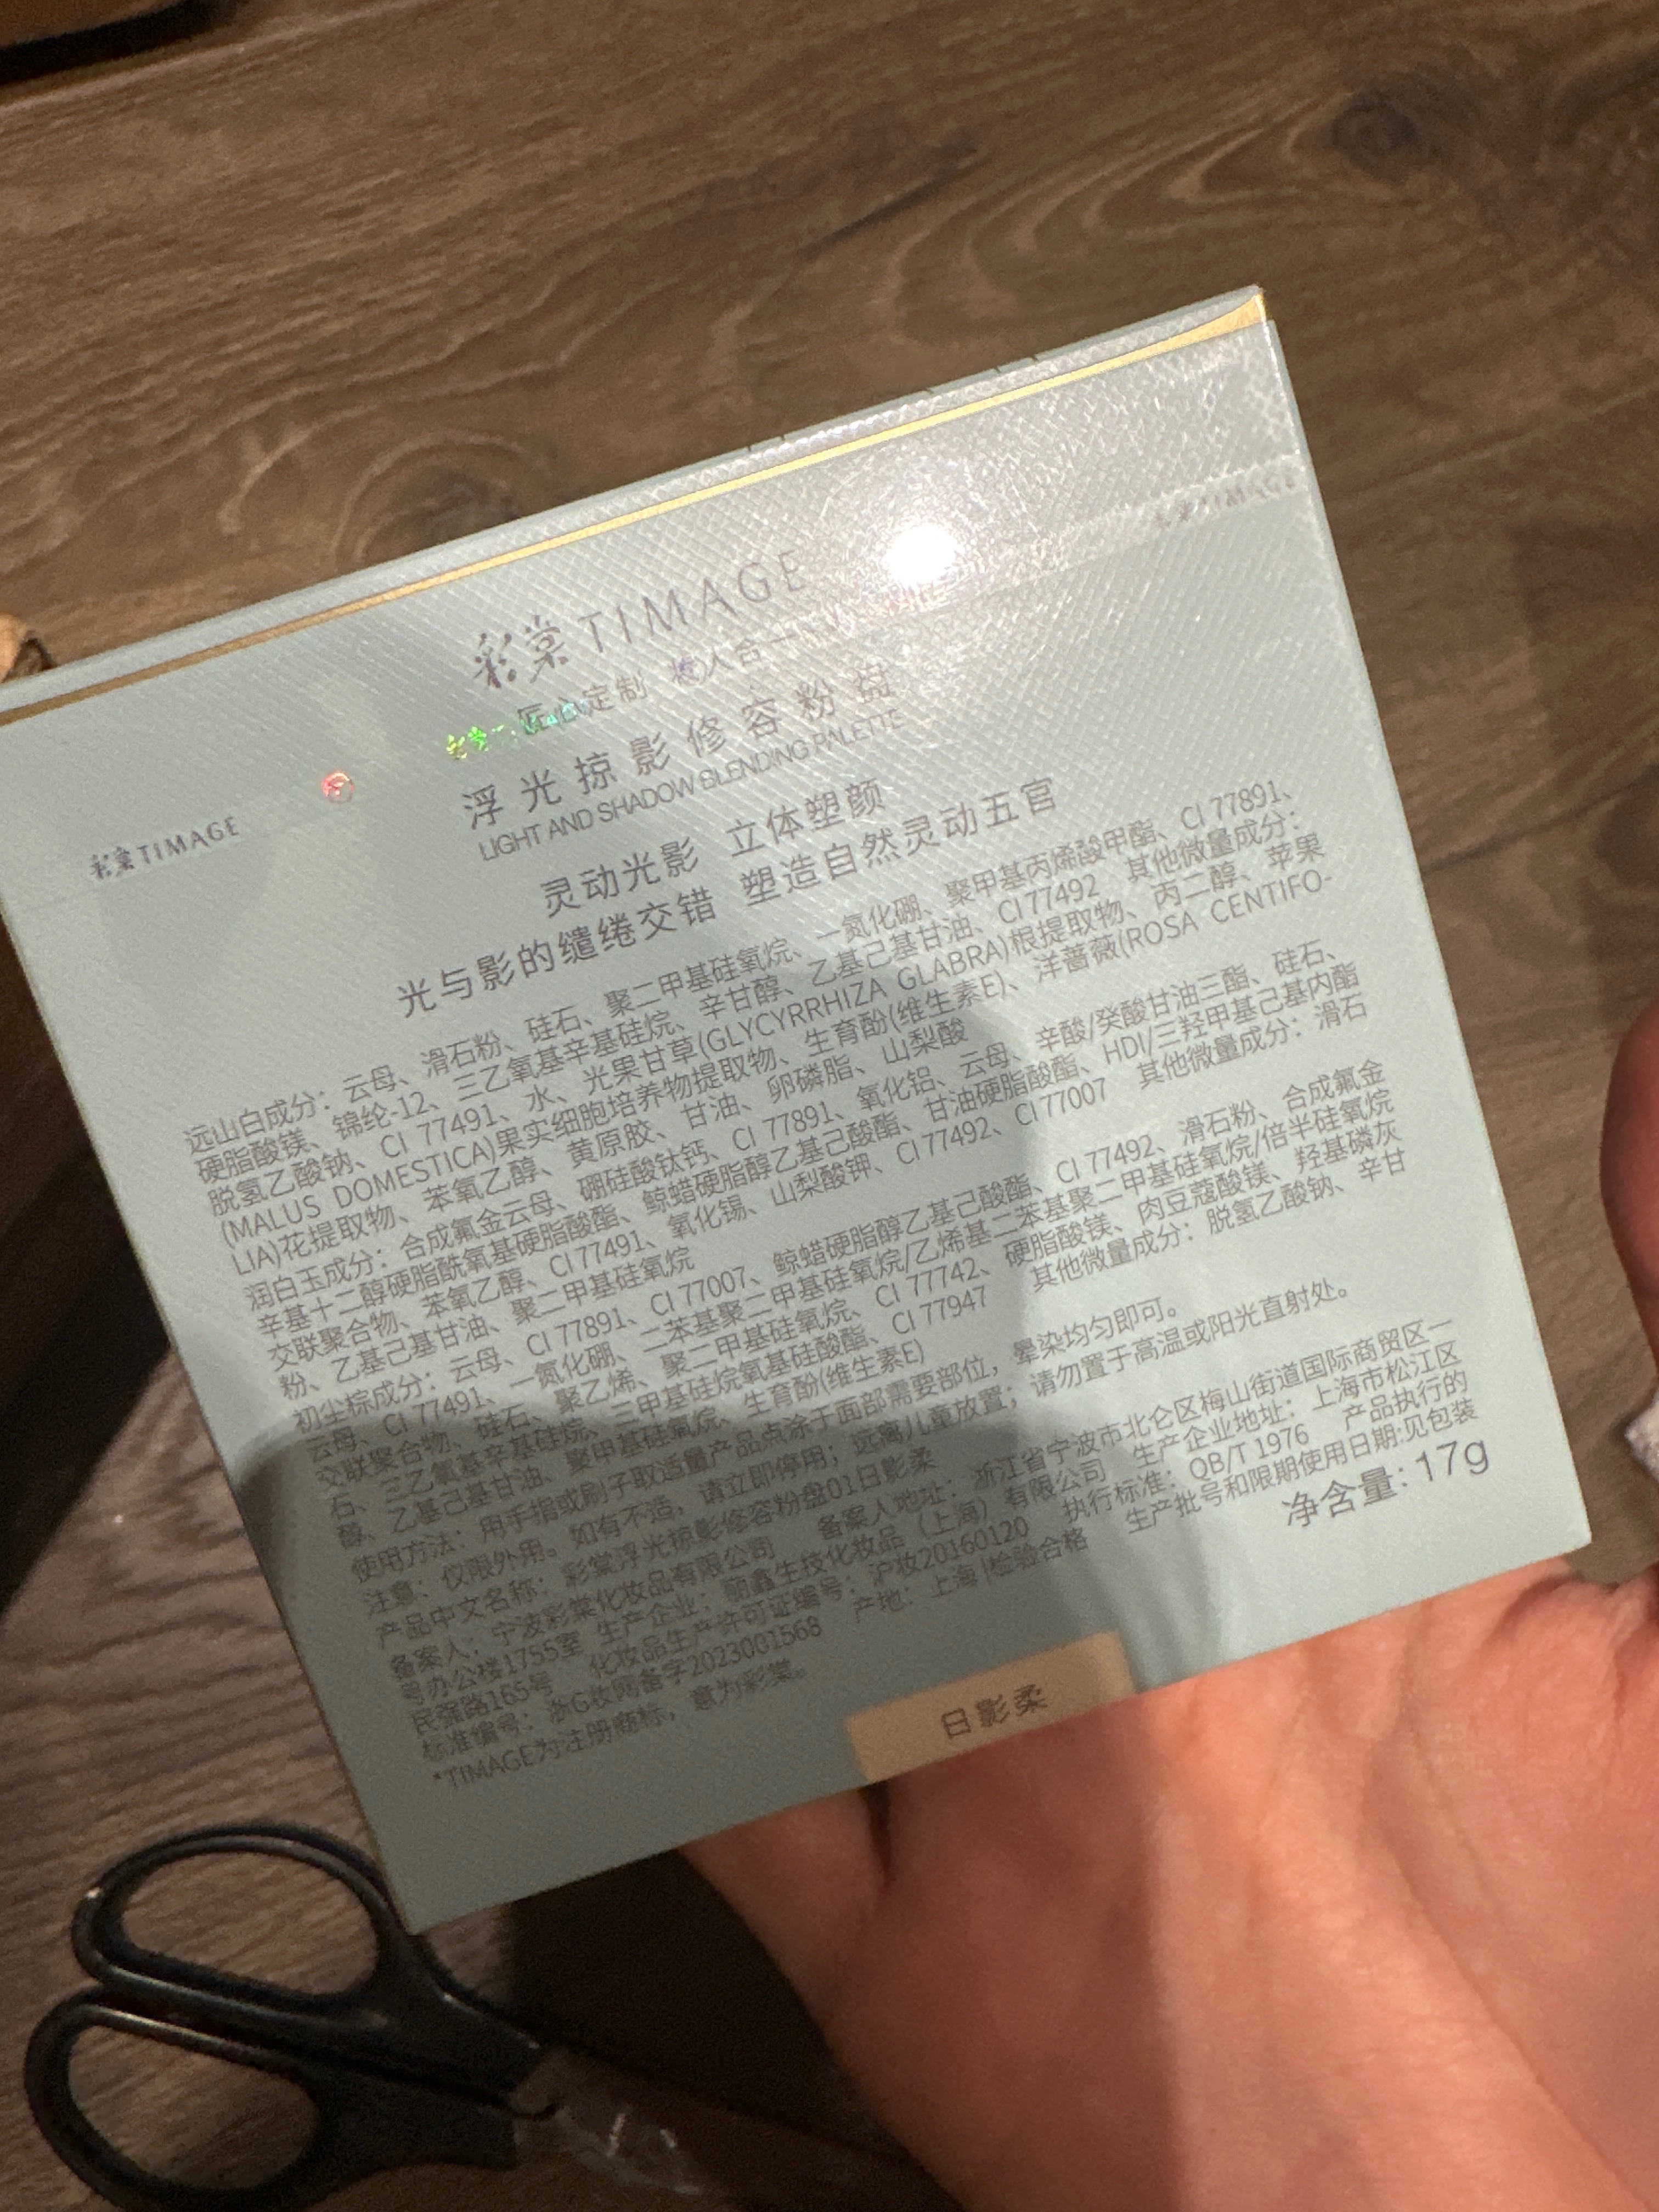 彩棠 TIMAGE
彩棠TIMAGE
匠心定制 妆人合一
浮光掠影修容粉盘
LIGHT AND SHADOW BLENDING PALETTE
彩棠TIMAGE
灵动光影 立体塑颜
光与影的缱绻交错 塑造自然灵动五官
远山白成分：云母、滑石粉、硅石、聚二甲基硅氧烷、一氮化硼、聚甲基丙烯酸甲酯、CI 77891、
硬脂酸镁、锦纶-12、三乙氧基辛基硅烷、辛甘醇、乙基己基甘油、CI 77492 其他微量成分：
脱氢乙酸钠、CI 77491、水、光果甘草(GLYCYRRHIZA GLABRA)根提取物、丙二醇、苹果
(MALUS DOMESTICA)果实细胞培养物提取物、生育酚(维生素E)、洋蔷薇(ROSA CENTIFO-
LIA)花提取物、苯氧乙醇、黄原胶、甘油、卵磷脂、山梨酸
润白玉成分：合成氟金云母、硼硅酸钛钙、CI 77891、氧化铝、云母、辛酸/癸酸甘油三酯、硅石、
辛基十二醇硬脂酰氧基硬脂酸酯、鲸蜡硬脂醇乙基己酸酯、甘油硬脂酸酯、HDI/三羟甲基己基内酯
交联聚合物、苯氧乙醇、CI 77491、氧化锡、山梨酸钾、CI 77492、CI 77007 其他微量成分：滑石
粉、乙基己基甘油、聚二甲基硅氧烷
初尘棕成分：云母、CI 77891、CI 77007、鲸蜡硬脂醇乙基己酸酯、CI 77492、滑石粉、合成氟金
云母、CI 77491、一氮化硼、二苯基聚二甲基硅氧烷/乙烯基二苯基聚二甲基硅氧烷/倍半硅氧烷
交联聚合物、硅石、聚乙烯、聚二甲基硅氧烷、CI 77742、硬脂酸镁、肉豆蔻酸镁、羟基磷灰
石、三乙氧基辛基硅烷、三甲基硅烷氧基硅酸酯、CI 77947 其他微量成分：脱氢乙酸钠、辛甘
醇、乙基己基甘油、聚甲基硅氧烷、生育酚(维生素E)
使用方法：用手指或刷子取适量产品点涂于面部需要部位，晕染均匀即可。
注意：仅限外用。如有不适，请立即停用；远离儿童放置；请勿置于高温或阳光直射处。
产品中文名称：彩棠浮光掠影修容粉盘01日影柔
备案人：宁波彩棠化妆品有限公司 备案人地址：浙江省宁波市北仑区梅山街道国际商贸区一
号办公楼1755室 生产企业：朝鑫生技化妆品（上海）有限公司 生产企业地址：上海市松江区
民强路165号 化妆品生产许可证编号：沪妆20160120 执行标准：QB/T 1976 产品执行的
标准编号：浙G妆网备字2023001568 产地：上海|检验合格 生产批号和限期使用日期:见包装
*TIMAGE为注册商标，意为彩棠。
净含量：17g
日影柔